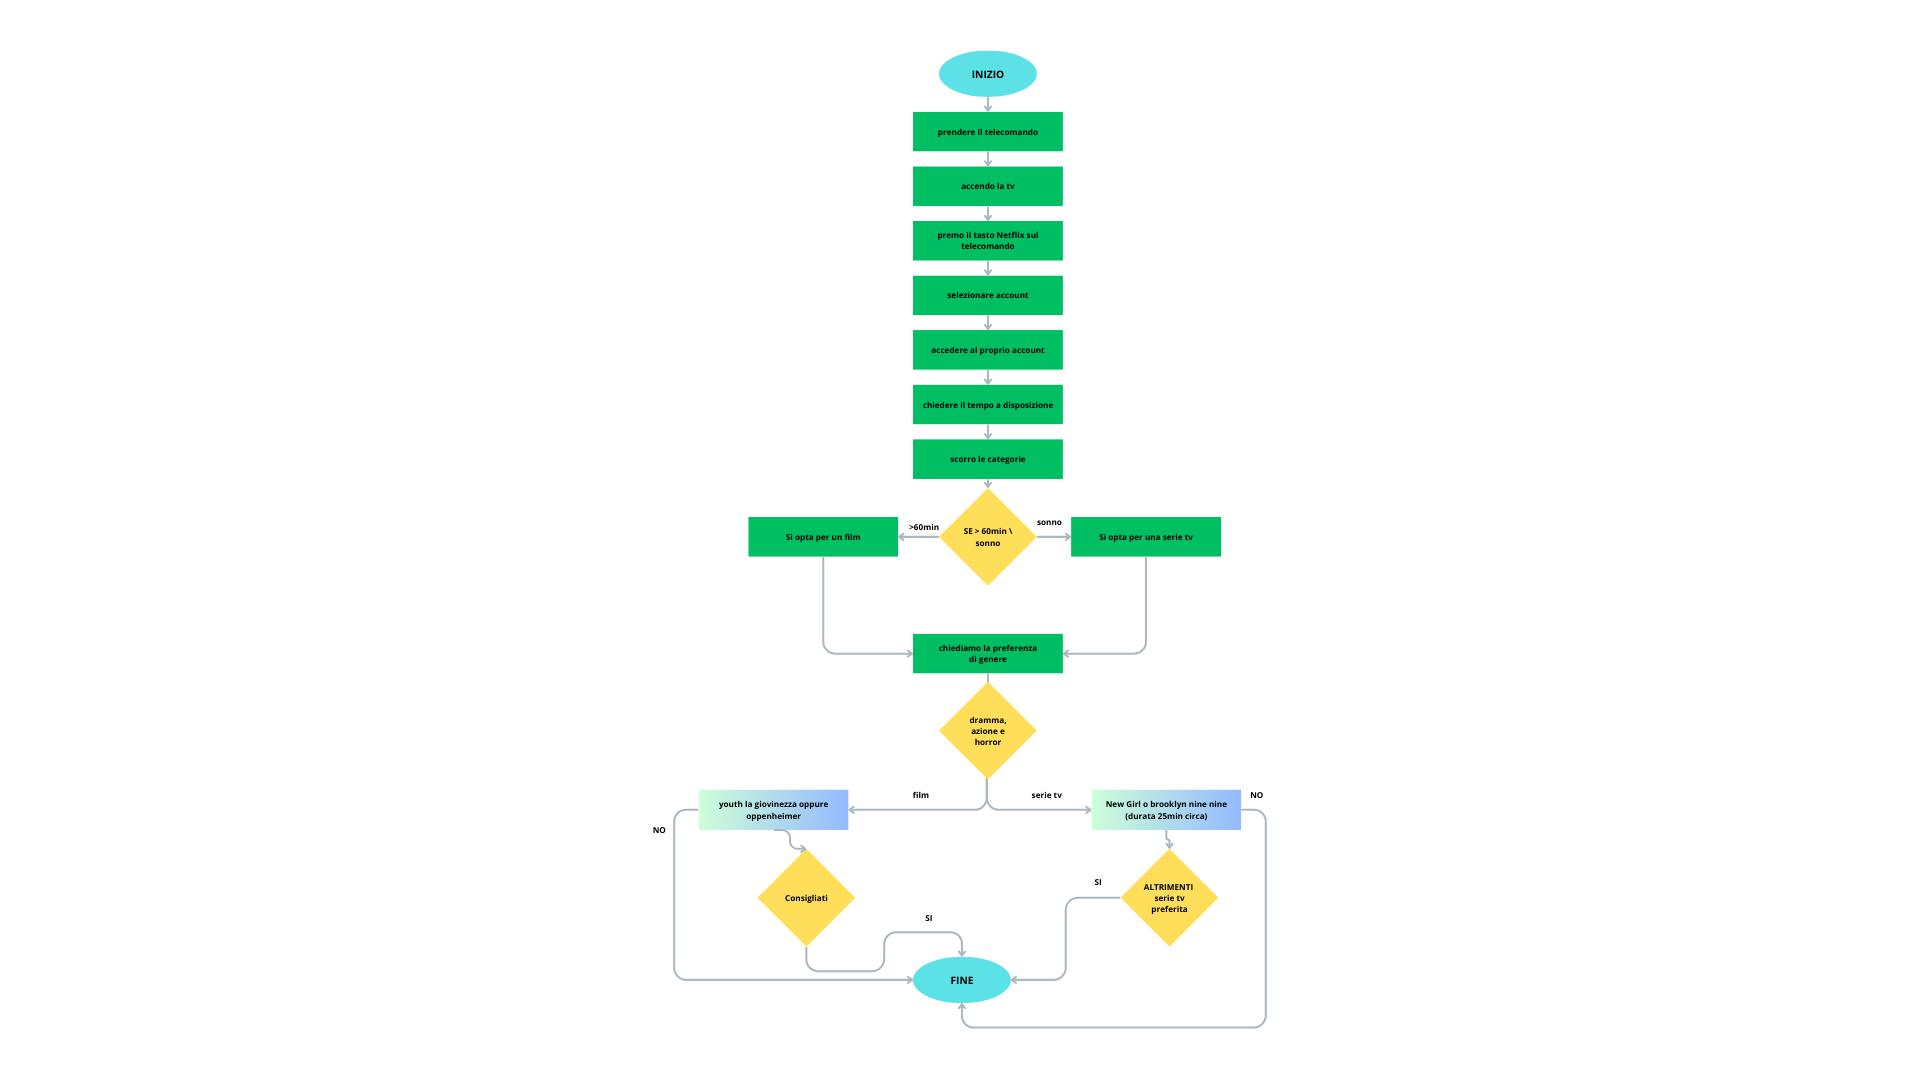 INIZIO
prendere il telecomando
accendo la tv
premo il tasto Netflix sul
telecomando
selezionare account
accedere al proprio account
chiedere il tempo a disposizione
scorro le categorie
Si opta per un film
>60min
SE > 60min \
sonno
sonno
Si opta per una serie tv
chiediamo la preferenza
di genere
dramma,
azione e
horror
film
serie tv
youth la giovinezza oppure
oppenheimer
New Girl o brooklyn nine nine
(durata 25min circa)
NO
NO
Consigliati
SI
ALTRIMENTI
serie tv
preferita
SI
FINE